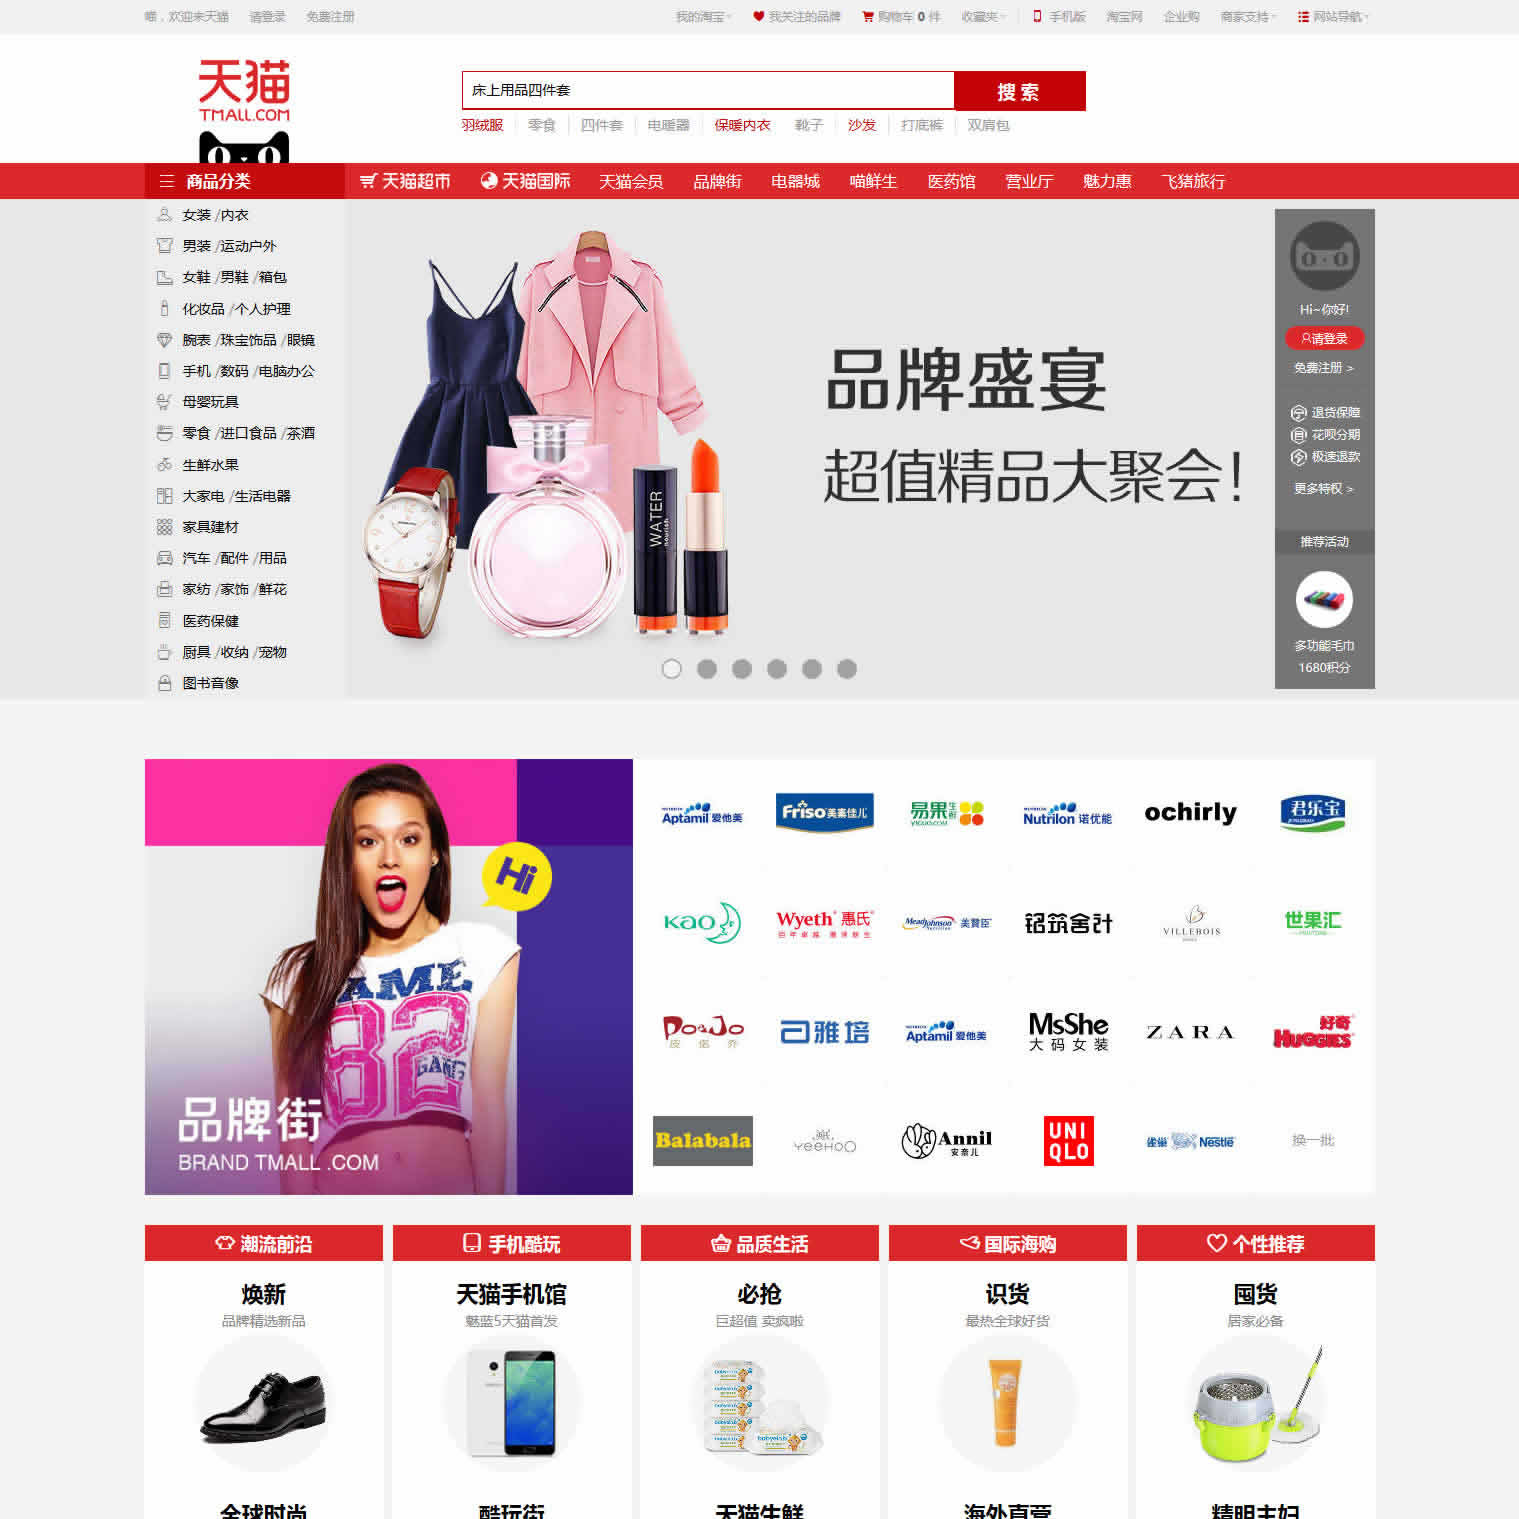 喵，欢迎来天猫 请登录 免费注册 我的淘宝 我关注的品牌 购物车 0 件 收藏夹 手机版 淘宝网 企业购 商家支持 网站导航
天猫
TMALL.COM
床上用品四件套 搜 索
羽绒服 零食 四件套 电暖器 保暖内衣 靴子 沙发 打底裤 双肩包
商品分类 天猫超市 天猫国际 天猫会员 品牌街 电器城 喵鲜生 医药馆 营业厅 魅力惠 飞猪旅行
女装 /内衣
男装 /运动户外
女鞋 /男鞋 /箱包
化妆品 /个人护理
腕表 /珠宝饰品 /眼镜
手机 /数码 /电脑办公
母婴玩具
零食 /进口食品 /茶酒
生鲜水果
大家电 /生活电器
家具建材
汽车 /配件 /用品
家纺 /家饰 /鲜花
医药保健
厨具 /收纳 /宠物
图书音像
WATER
nourish
品牌盛宴
超值精品大聚会！
Hi~你好!
请登录
免费注册 >
退货保障
花呗分期
极速退款
更多特权 >
推荐活动
多功能毛巾
1680积分
Hi
AME
82
GANG
品牌街
BRAND TMALL .COM
NUTRICIA Aptamil 爱他美
Friso 美素佳儿
易果生鲜 YIGUO.COM
NUTRICIA Nutrilon 诺优能
ochirly
君乐宝
Kao
Wyeth 惠氏
MeadJohnson Nutrition 美赞臣
铭筑舍计
VILLEBOIS
世果汇
PoJo
皮 偌 乔
雅培
NUTRICIA Aptamil 爱他美
MsShe
大码女装
ZARA
好奇
HUGGIES
Balabala
YEEHOO
Annil
安奈儿
UNI
QLO
雀巢 Nestle
换一批
潮流前沿 手机酷玩 品质生活 国际海购 个性推荐
焕新 天猫手机馆 必抢 识货 囤货
品牌精选新品 魅蓝5天猫首发 巨超值 卖疯啦 最热全球好货 居家必备
全球时尚 酷玩街 天猫生鲜 海外直营 精明主妇